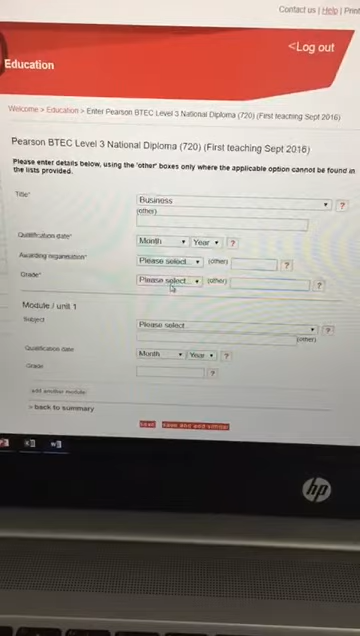 Contact us | Help | Print
<Log out
Education
Welcome > Education > Enter Pearson BTEC Level 3 National Diploma (720) (First teaching Sept 2016)
Pearson BTEC Level 3 National Diploma (720) (First teaching Sept 2016)
Please enter details below, using the 'other' boxes only where the applicable option cannot be found in
the lists provided.
Title* Business ?
(other)
Qualification date* Month Year ?
Awarding organisation* Please select... (other) ?
Grade* Please select... (other) ?
Module / unit 1
Subject Please select ?
(other)
Qualification date Month Year ?
Grade ?
add another module
> back to summary
save save and add similar
hp